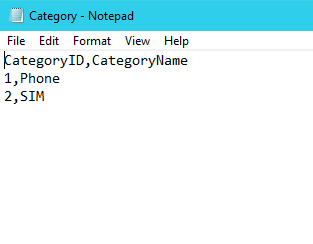 Category - Notepad
File Edit Format View Help
CategoryID,CategoryName
1,Phone
2,SIM